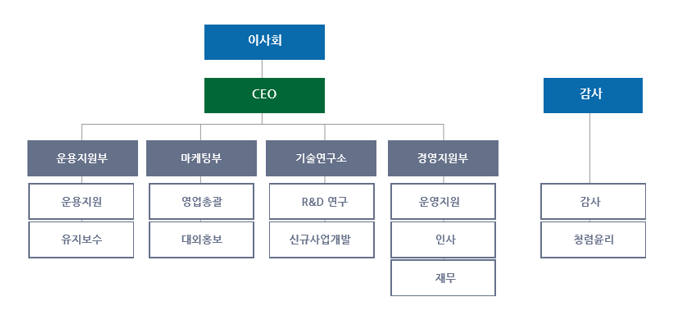 이사회
CEO
감사
운용지원부
마케팅부
기술연구소
경영지원부
운용지원
영업총괄
R&D 연구
운영지원
감사
유지보수
대외홍보
신규사업개발
인사
청렴윤리
재무